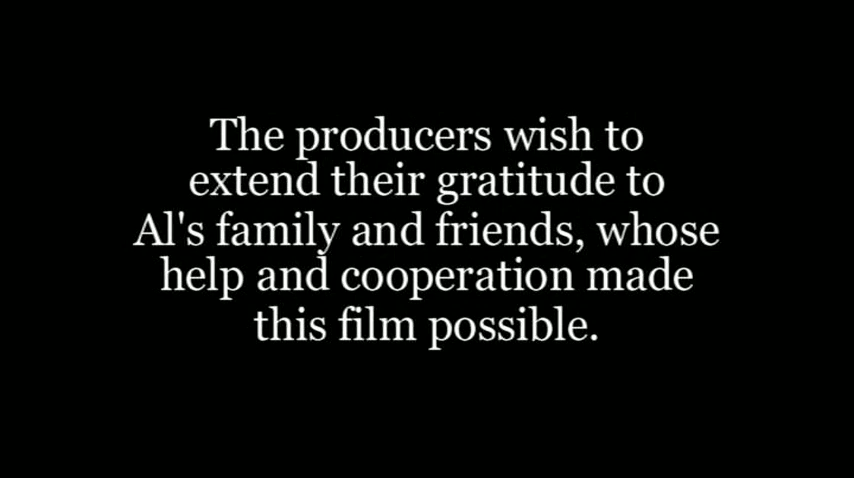 The producers wish to
extend their gratitude to
Al's family and friends, whose
help and cooperation made
this film possible.